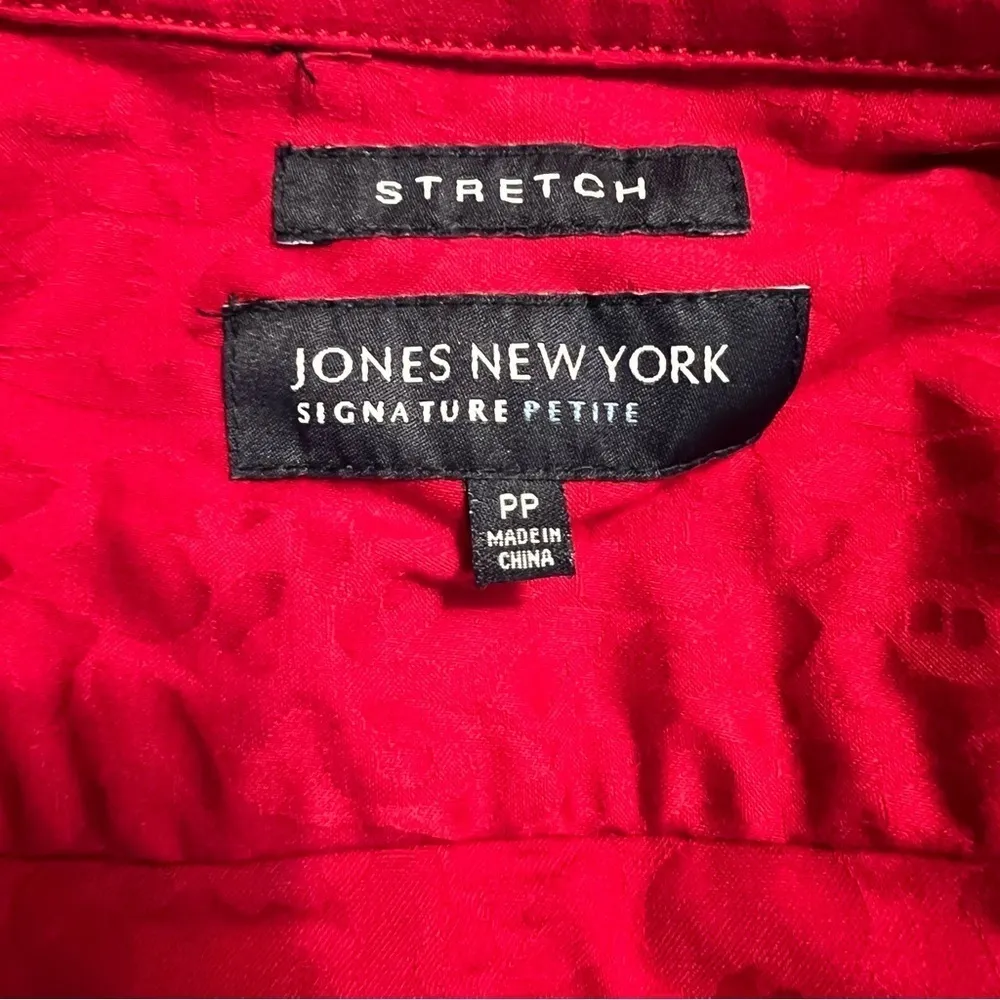 STRETCH
JONES NEW YORK
SIGNATURE PETITE
PP
MADE IN
CHINA